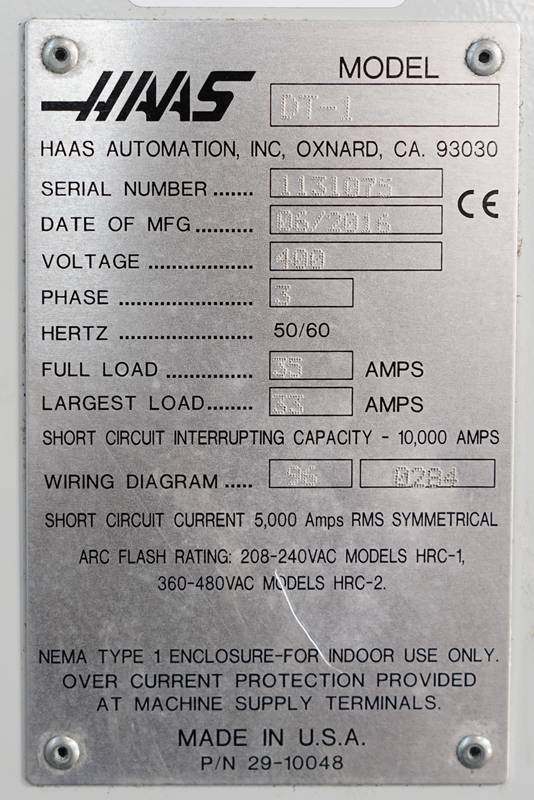 HAAS
MODEL DT-1
HAAS AUTOMATION, INC, OXNARD, CA. 93030
SERIAL NUMBER ....... 1131075
DATE OF MFG.......... 06/2016
CE
VOLTAGE .................. 400
PHASE ....................... 3
HERTZ ....................... 50/60
FULL LOAD ............... 35 AMPS
LARGEST LOAD........ 33 AMPS
SHORT CIRCUIT INTERRUPTING CAPACITY - 10,000 AMPS
WIRING DIAGRAM ..... 96 0284
SHORT CIRCUIT CURRENT 5,000 Amps RMS SYMMETRICAL
ARC FLASH RATING: 208-240VAC MODELS HRC-1,
360-480VAC MODELS HRC-2.
NEMA TYPE 1 ENCLOSURE-FOR INDOOR USE ONLY.
OVER CURRENT PROTECTION PROVIDED
AT MACHINE SUPPLY TERMINALS.
MADE IN U.S.A.
P/N 29-10048